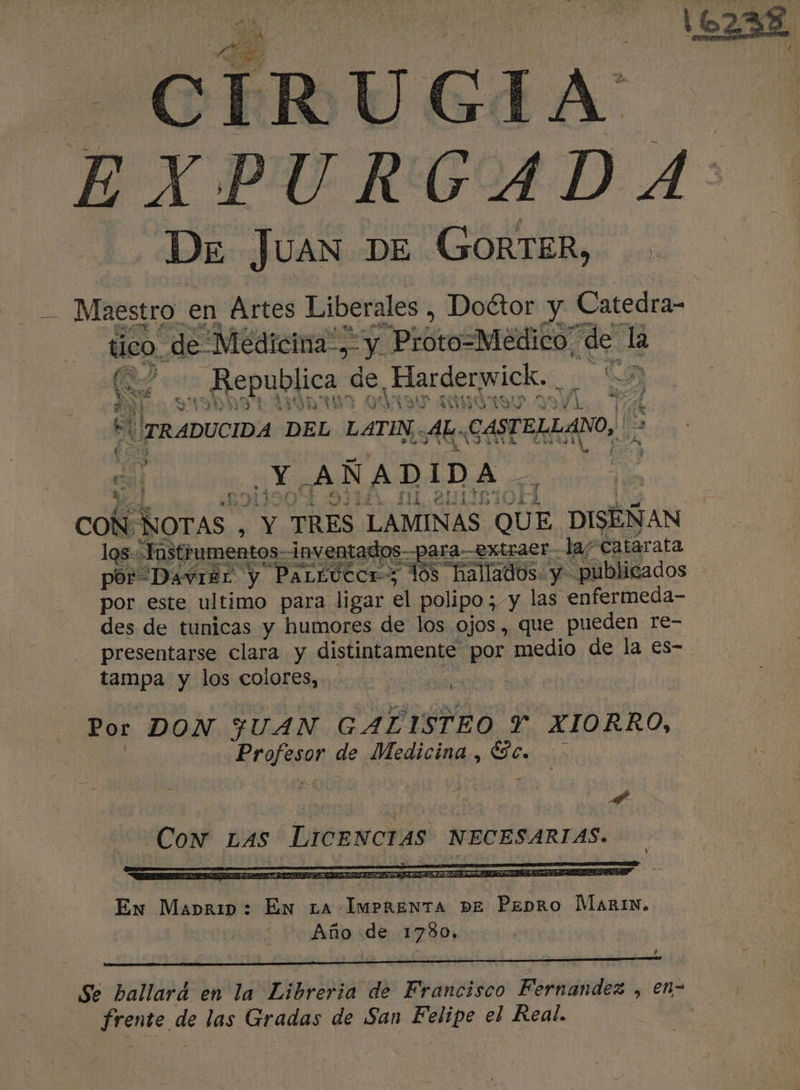 16238
CIRUGIA
EXPURGADA
DE JUAN DE GORTER,
Maestro en Artes Liberales, Doctor y Catedra-
tico de Medicina, y Proto-Medico de la
Republica de Harderwick.
TRADUCIDA DEL LATIN AL CASTELLANO,
Y AÑADIDA
CON NOTAS, Y TRES LAMINAS QUE DISEÑAN
los Instrumentos inventados para extraer la Catarata
por DAVIÈR y PALLUCCI; los hallados y publicados
por este ultimo para ligar el polipo; y las enfermeda-
des de tunicas y humores de los ojos, que pueden re-
presentarse clara y distintamente por medio de la es-
tampa y los colores,
Por DON JUAN GALISTEO Y XIORRO,
Profesor de Medicina, &c.
CON LAS LICENCIAS NECESARIAS.
EN MADRID: EN LA IMPRENTA DE PEDRO MARIN.
Año de 1780.
Se hallará en la Libreria de Francisco Fernandez, en-
frente de las Gradas de San Felipe el Real.